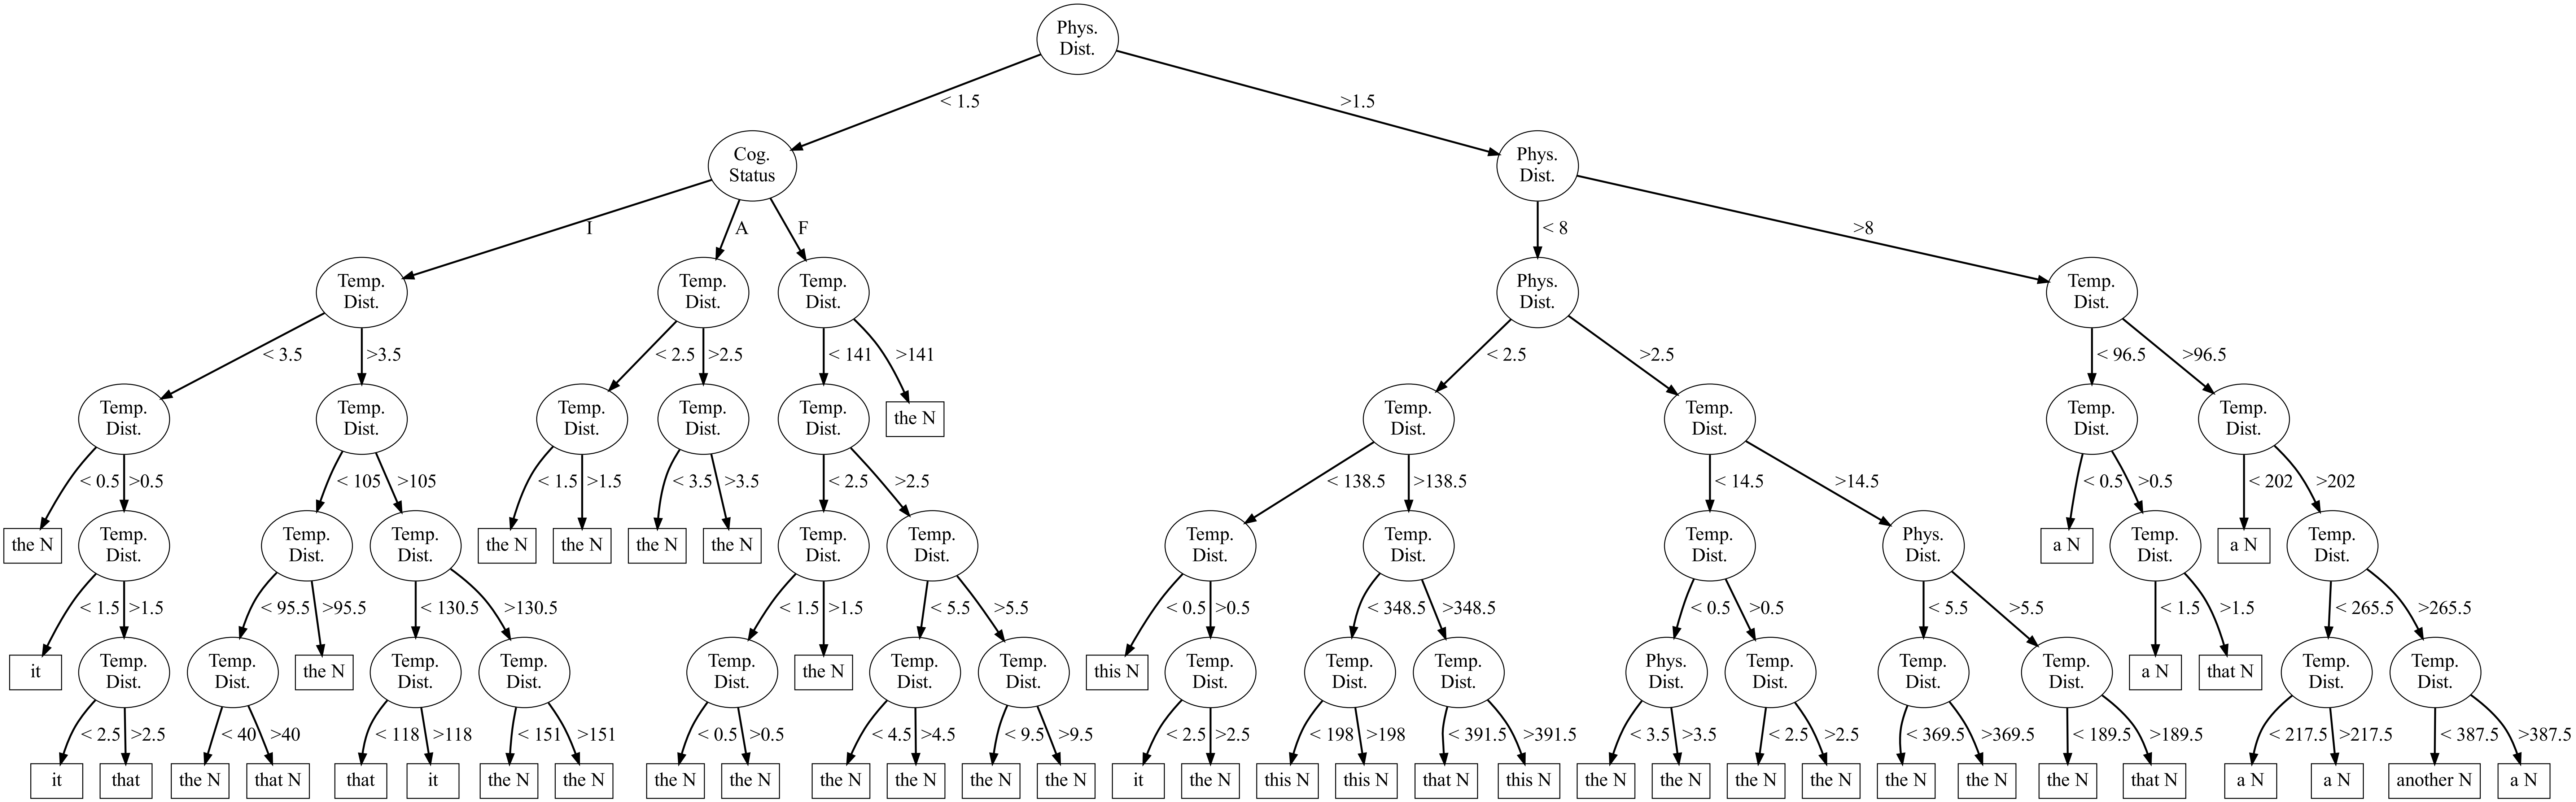 Phys.
Dist.
< 1.5
>1.5
Cog.
Status
Phys.
Dist.
I
A
F
< 8
>8
Temp.
Dist.
Temp.
Dist.
Temp.
Dist.
Phys.
Dist.
Temp.
Dist.
< 3.5
>3.5
< 2.5
>2.5
< 141
>141
< 2.5
>2.5
< 96.5
>96.5
Temp.
Dist.
Temp.
Dist.
Temp.
Dist.
Temp.
Dist.
Temp.
Dist.
the N
Temp.
Dist.
Temp.
Dist.
Temp.
Dist.
Temp.
Dist.
< 0.5
>0.5
< 105
>105
< 1.5
>1.5
< 3.5
>3.5
< 2.5
>2.5
< 138.5
>138.5
< 14.5
>14.5
< 0.5
>0.5
< 202
>202
the N
Temp.
Dist.
Temp.
Dist.
Temp.
Dist.
the N
the N
the N
the N
Temp.
Dist.
Temp.
Dist.
Temp.
Dist.
Temp.
Dist.
Temp.
Dist.
Phys.
Dist.
a N
Temp.
Dist.
a N
Temp.
Dist.
< 1.5
>1.5
< 95.5
>95.5
< 130.5
>130.5
< 1.5
>1.5
< 5.5
>5.5
< 0.5
>0.5
< 348.5
>348.5
< 0.5
>0.5
< 5.5
>5.5
< 1.5
>1.5
< 265.5
>265.5
it
Temp.
Dist.
Temp.
Dist.
the N
Temp.
Dist.
Temp.
Dist.
Temp.
Dist.
the N
Temp.
Dist.
Temp.
Dist.
this N
Temp.
Dist.
Temp.
Dist.
Temp.
Dist.
Phys.
Dist.
Temp.
Dist.
Temp.
Dist.
Temp.
Dist.
a N
that N
Temp.
Dist.
Temp.
Dist.
< 2.5
>2.5
< 40
>40
< 118
>118
< 151
>151
< 0.5
>0.5
< 4.5
>4.5
< 9.5
>9.5
< 2.5
>2.5
< 198
>198
< 391.5
>391.5
< 3.5
>3.5
< 2.5
>2.5
< 369.5
>369.5
< 189.5
>189.5
< 217.5
>217.5
< 387.5
>387.5
it
that
the N
that N
that
it
the N
the N
the N
the N
the N
the N
the N
the N
it
the N
this N
this N
that N
this N
the N
the N
the N
the N
the N
the N
the N
that N
a N
a N
another N
a N